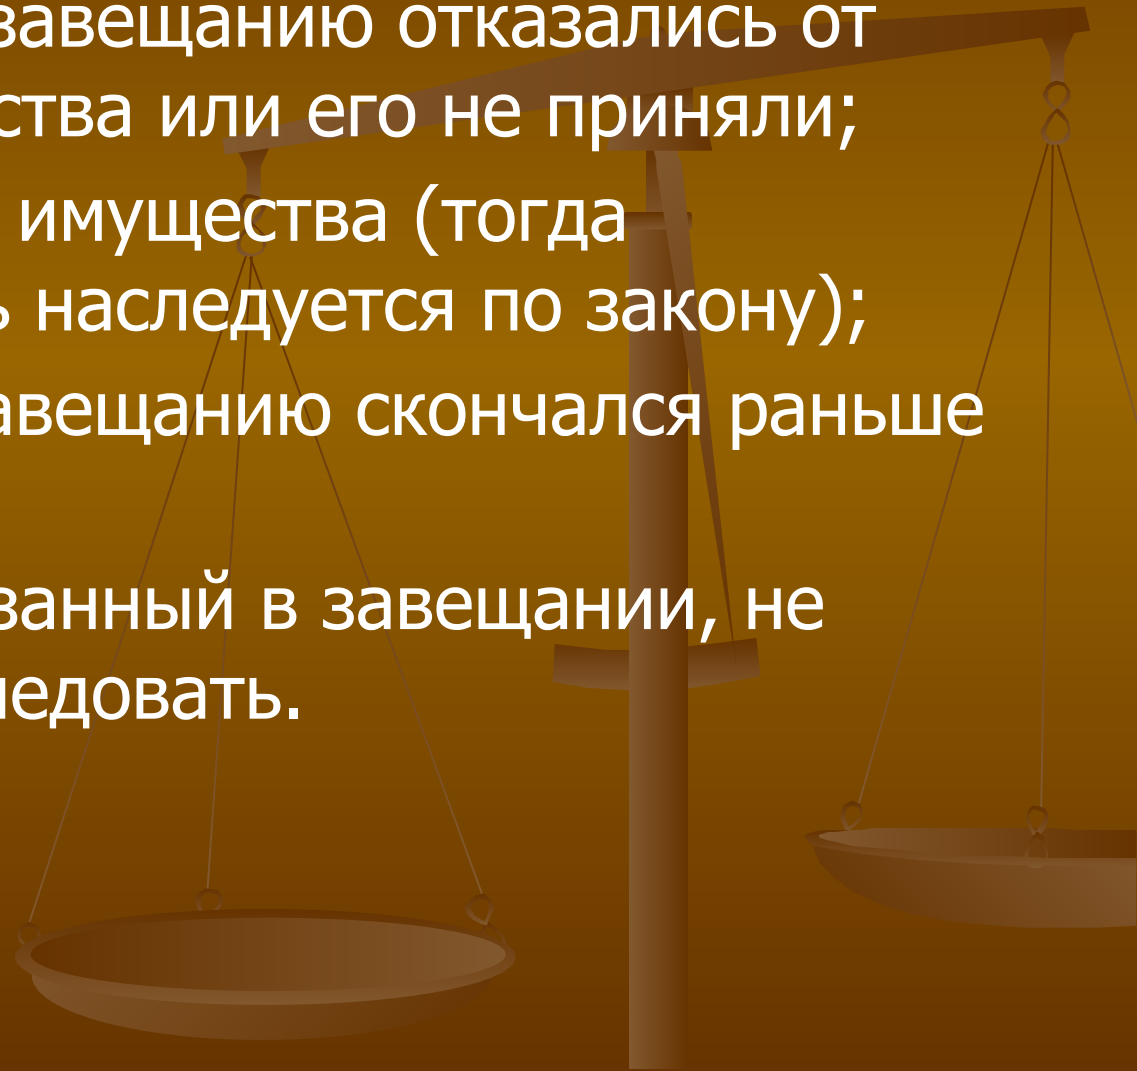 завещанию отказались от
ства или его не приняли;
имущества (тогда
ь наследуется по закону);
авещанию скончался раньше
занный в завещании, не
ледовать.